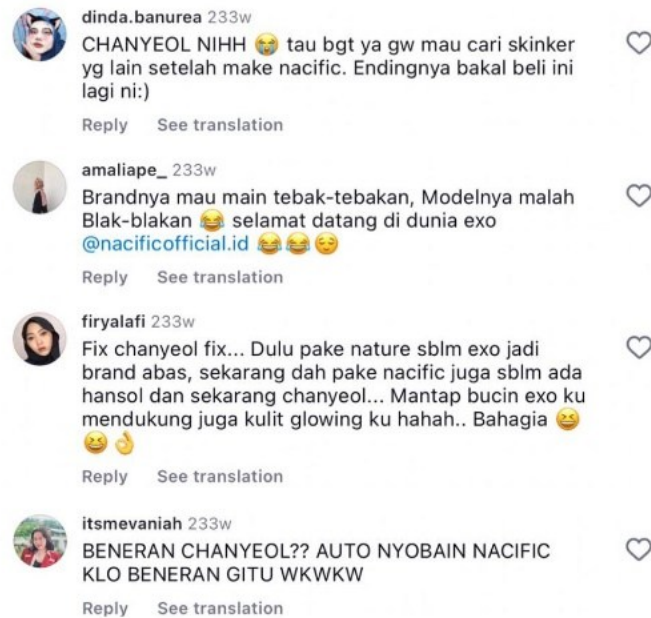 dinda.banurea 233w
CHANYEOL NIHH 😭 tau bgt ya gw mau cari skinker
yg lain setelah make nacific. Endingnya bakal beli ini
lagi ni:)
Reply See translation
amaliape_ 233w
Brandnya mau main tebak-tebakan, Modelnya malah
Blak-blakan 😂 selamat datang di dunia exo
@nacificofficial.id 😂😂😌
Reply See translation
firyalafi 233w
Fix chanyeol fix... Dulu pake nature sblm exo jadi
brand abas, sekarang dah pake nacific juga sblm ada
hansol dan sekarang chanyeol... Mantap bucin exo ku
mendukung juga kulit glowing ku hahah.. Bahagia 😆
😆👌
Reply See translation
itsmevaniah 233w
BENERAN CHANYEOL?? AUTO NYOBAIN NACIFIC
KLO BENERAN GITU WKWKW
Reply See translation